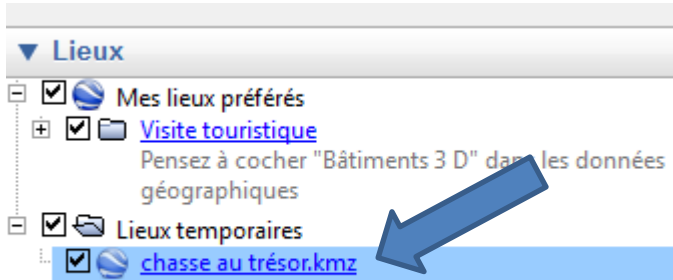 Lieux
Mes lieux préférés
Visite touristique
Pensez à cocher "Bâtiments 3 D" dans les données
géographiques
Lieux temporaires
chasse au trésor.kmz